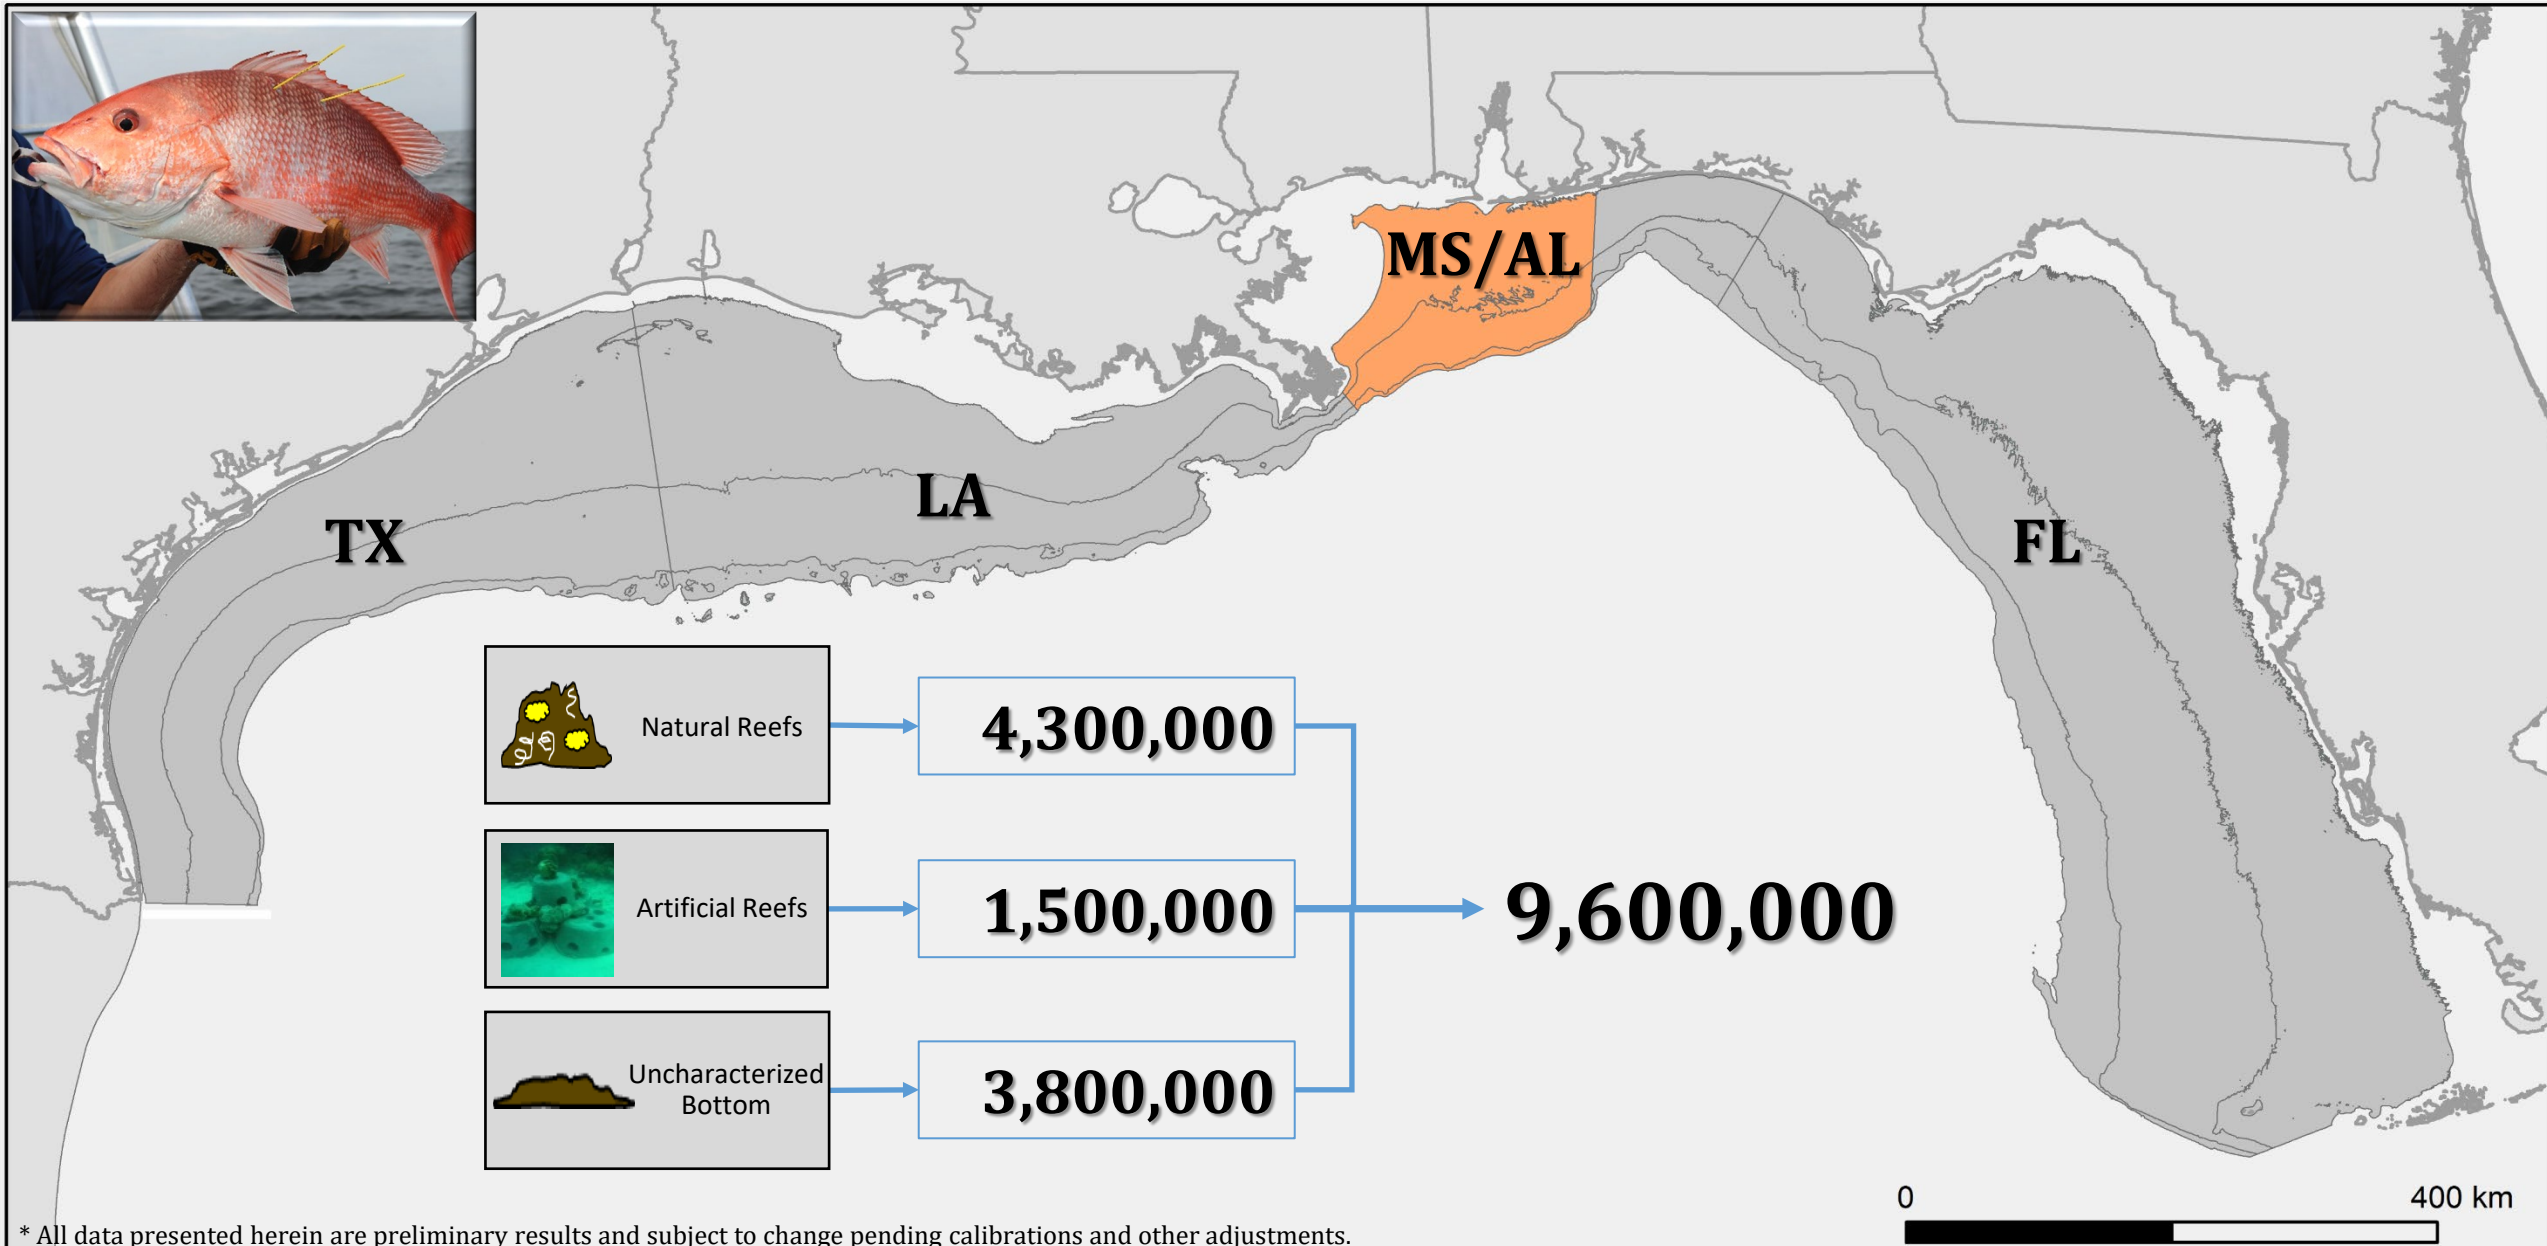 MS/AL
LA
TX
FL
Natural Reefs
4,300,000
Artificial Reefs
1,500,000
9,600,000
Uncharacterized
Bottom
3,800,000
0
400 km
* All data presented herein are preliminary results and subject to change pending calibrations and other adjustments.